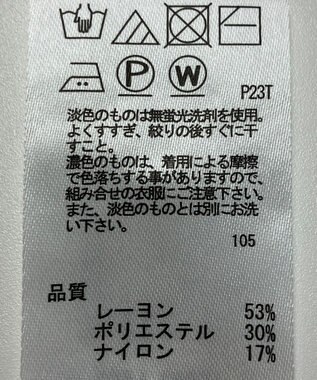 P23T
P
W
淡色のものは無蛍光洗剤を使用。
よくすすぎ、絞りの後すぐに干
すこと。
濃色のものは、着用による摩擦
で色落ちする事がありますので、
組み合せの衣服にご注意下さい。
また、淡色のものとは別にお洗
い下さい。
105
品質
レーヨン 53%
ポリエステル 30%
ナイロン 17%